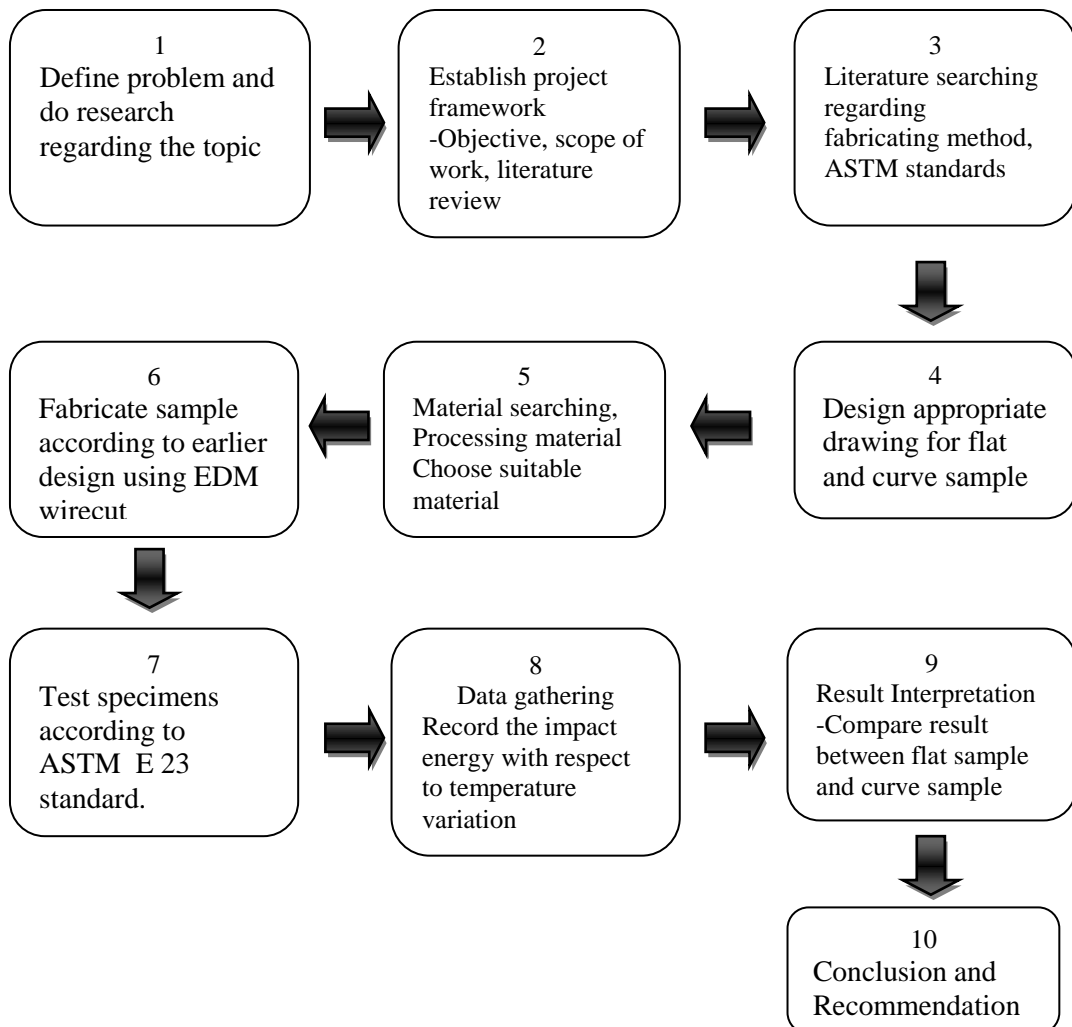 1
Define problem and
do research
regarding the topic
2
Establish project
framework
-Objective, scope of
work, literature
review
3
Literature searching
regarding
fabricating method,
ASTM standards
4
Design appropriate
drawing for flat
and curve sample
5
Material searching,
Processing material
Choose suitable
material
6
Fabricate sample
according to earlier
design using EDM
wirecut
7
Test specimens
according to
ASTM E 23
standard.
8
Data gathering
Record the impact
energy with respect
to temperature
variation
9
Result Interpretation
-Compare result
between flat sample
and curve sample
10
Conclusion and
Recommendation